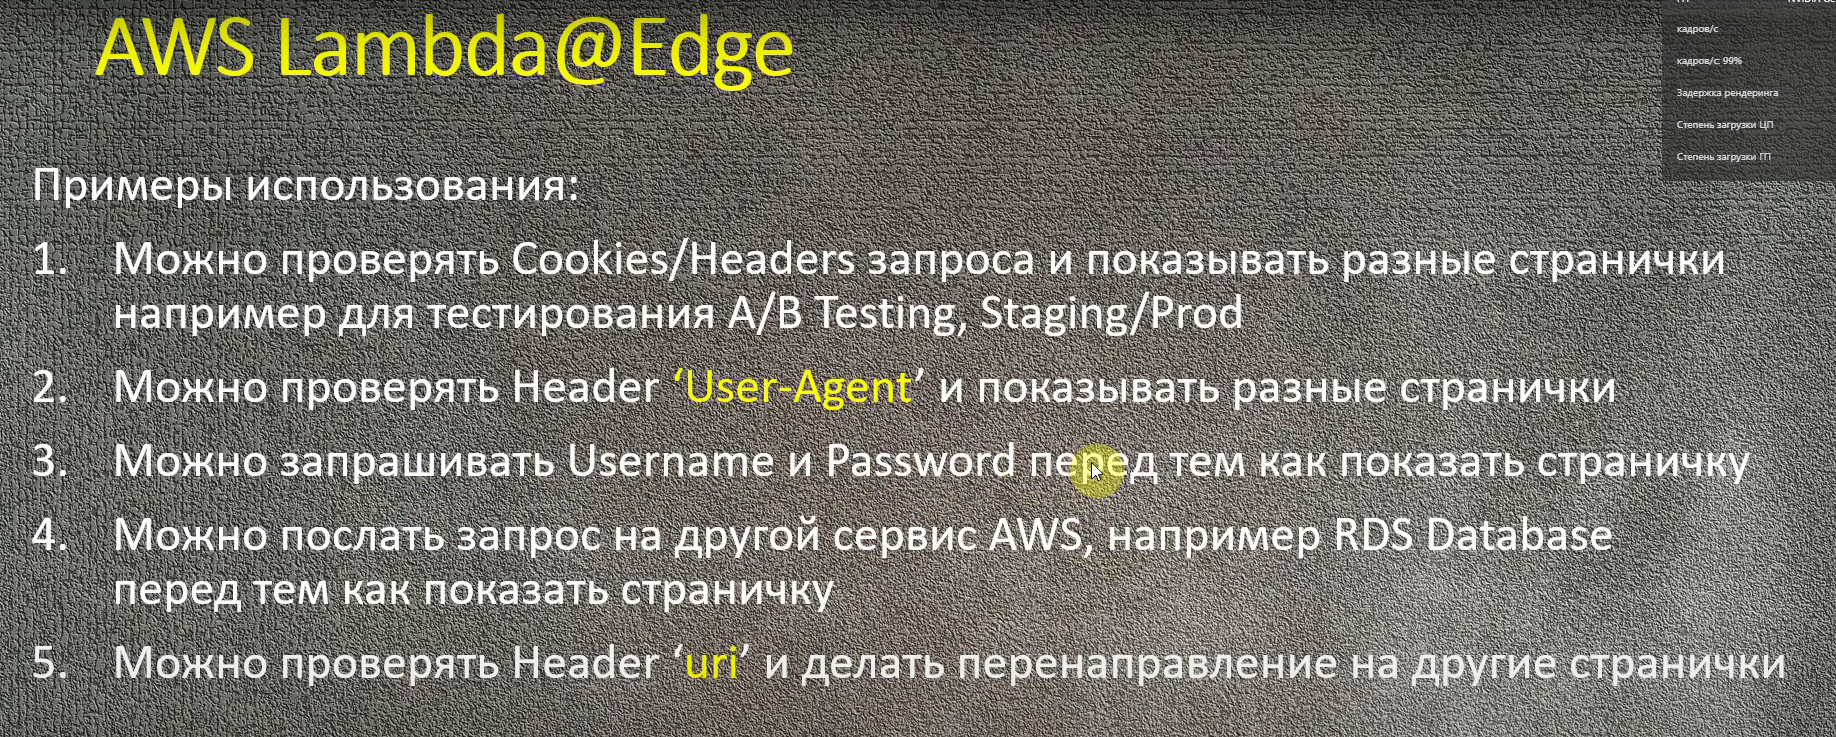 AWS Lambda@Edge
кадров/с
кадров/с: 99%
Задержка рендеринга
Степень загрузки ЦП
Степень загрузки ГП
Примеры использования:
1. Можно проверять Cookies/Headers запроса и показывать разные странички
например для тестирования A/B Testing, Staging/Prod
2. Можно проверять Header ‘User-Agent’ и показывать разные странички
3. Можно запрашивать Username и Password перед тем как показать страничку
4. Можно послать запрос на другой сервис AWS, например RDS Database
перед тем как показать страничку
5. Можно проверять Header ‘uri’ и делать перенаправление на другие странички